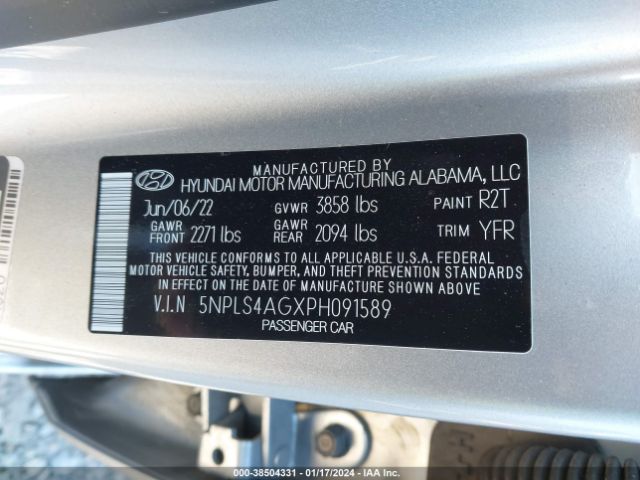 MANUFACTURED BY
HYUNDAI MOTOR MANUFACTURING ALABAMA, LLC
Jun/06/22 GVWR 3858 lbs PAINT R2T
GAWR FRONT 2271 lbs GAWR REAR 2094 lbs TRIM YFR
THIS VEHICLE CONFORMS TO ALL APPLICABLE U.S.A. FEDERAL
MOTOR VEHICLE SAFETY, BUMPER, AND THEFT PREVENTION STANDARDS
IN EFFECT ON THE DATE OF MANUFACTURE SHOWN ABOVE.
V.I.N 5NPLS4AGXPH091589
PASSENGER CAR
000-38504331 - 01/17/2024 - IAA Inc.